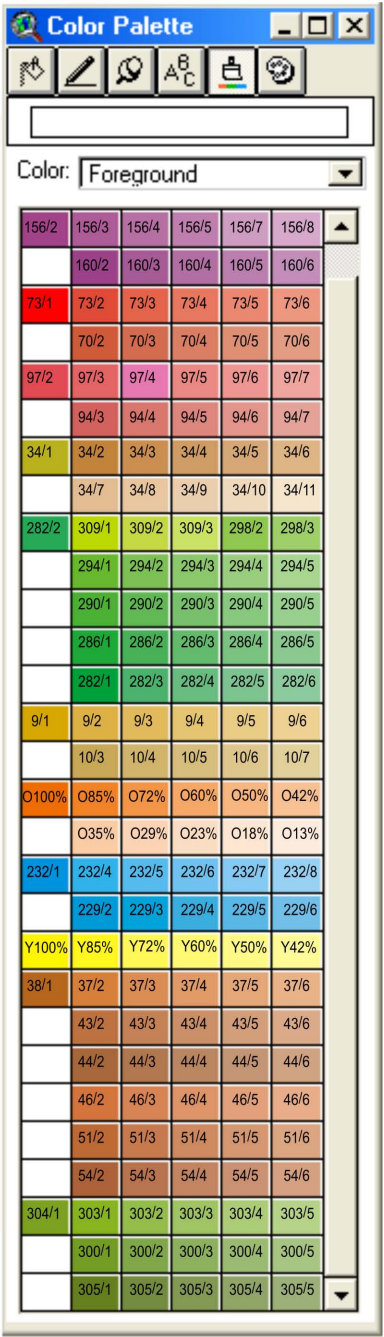 Color Palette
A B C
Color: Foreground
156/2 156/3 156/4 156/5 156/7 156/8
160/2 160/3 160/4 160/5 160/6
73/1 73/2 73/3 73/4 73/5 73/6
70/2 70/3 70/4 70/5 70/6
97/2 97/3 97/4 97/5 97/6 97/7
94/3 94/4 94/5 94/6 94/7
34/1 34/2 34/3 34/4 34/5 34/6
34/7 34/8 34/9 34/10 34/11
282/2 309/1 309/2 309/3 298/2 298/3
294/1 294/2 294/3 294/4 294/5
290/1 290/2 290/3 290/4 290/5
286/1 286/2 286/3 286/4 286/5
282/1 282/3 282/4 282/5 282/6
9/1 9/2 9/3 9/4 9/5 9/6
10/3 10/4 10/5 10/6 10/7
O100% O85% O72% O60% O50% O42%
O35% O29% O23% O18% O13%
232/1 232/4 232/5 232/6 232/7 232/8
229/2 229/3 229/4 229/5 229/6
Y100% Y85% Y72% Y60% Y50% Y42%
38/1 37/2 37/3 37/4 37/5 37/6
43/2 43/3 43/4 43/5 43/6
44/2 44/3 44/4 44/5 44/6
46/2 46/3 46/4 46/5 46/6
51/2 51/3 51/4 51/5 51/6
54/2 54/3 54/4 54/5 54/6
304/1 303/1 303/2 303/3 303/4 303/5
300/1 300/2 300/3 300/4 300/5
305/1 305/2 305/3 305/4 305/5